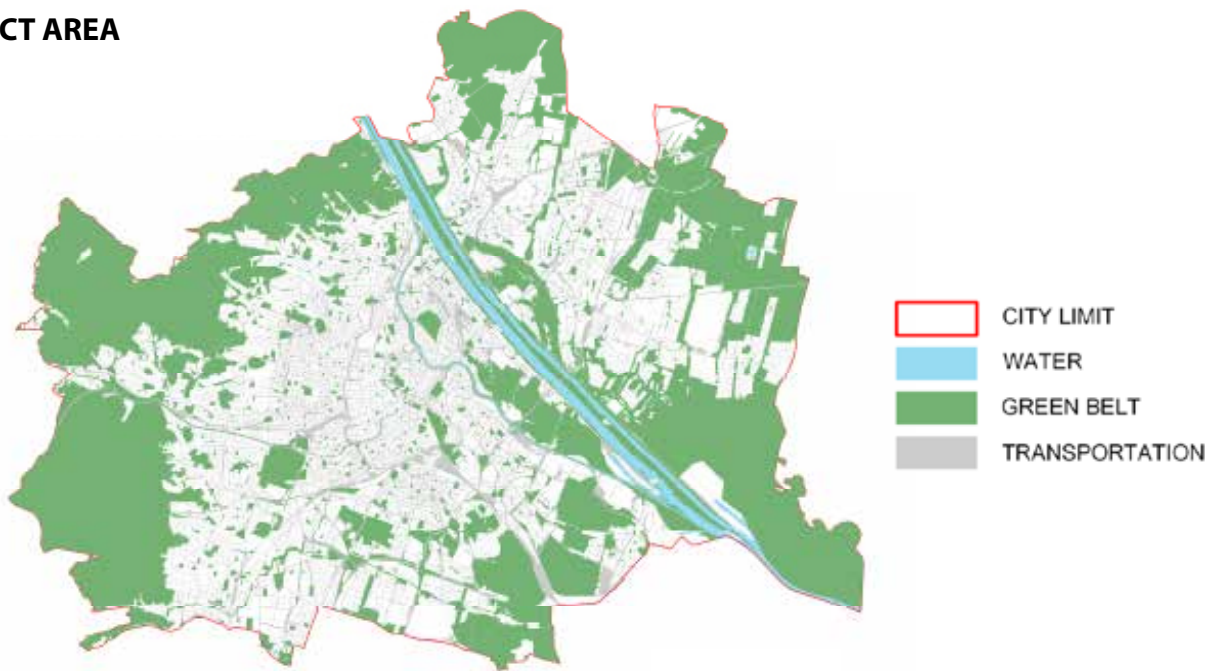 CT AREA
CITY LIMIT
WATER
GREEN BELT
TRANSPORTATION